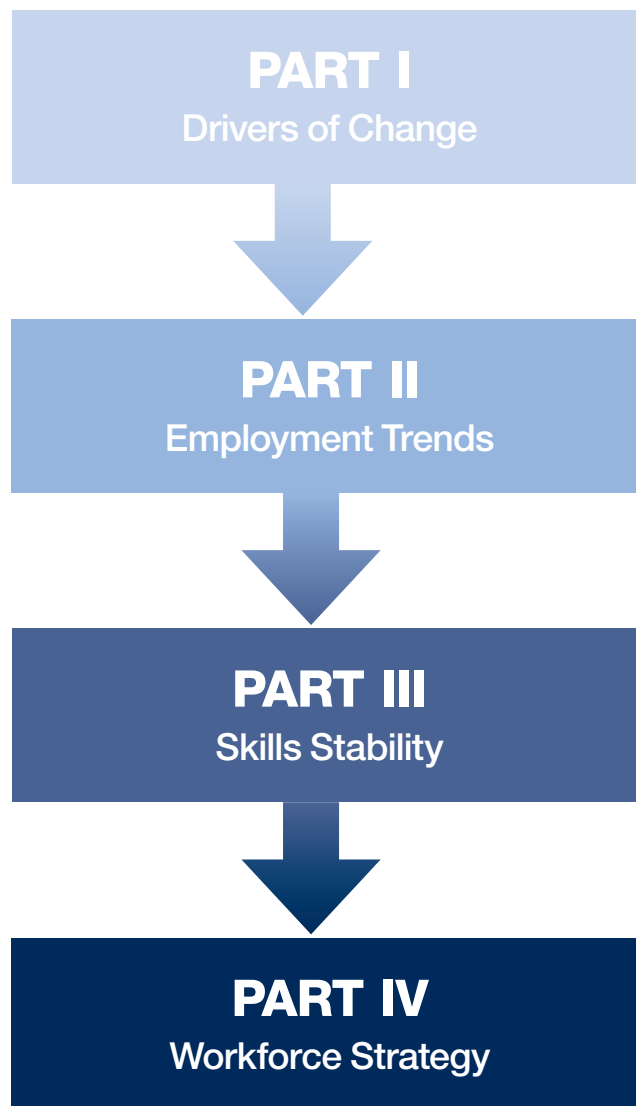 PART I
Drivers of Change
PART II
Employment Trends
PART III
Skills Stability
PART IV
Workforce Strategy